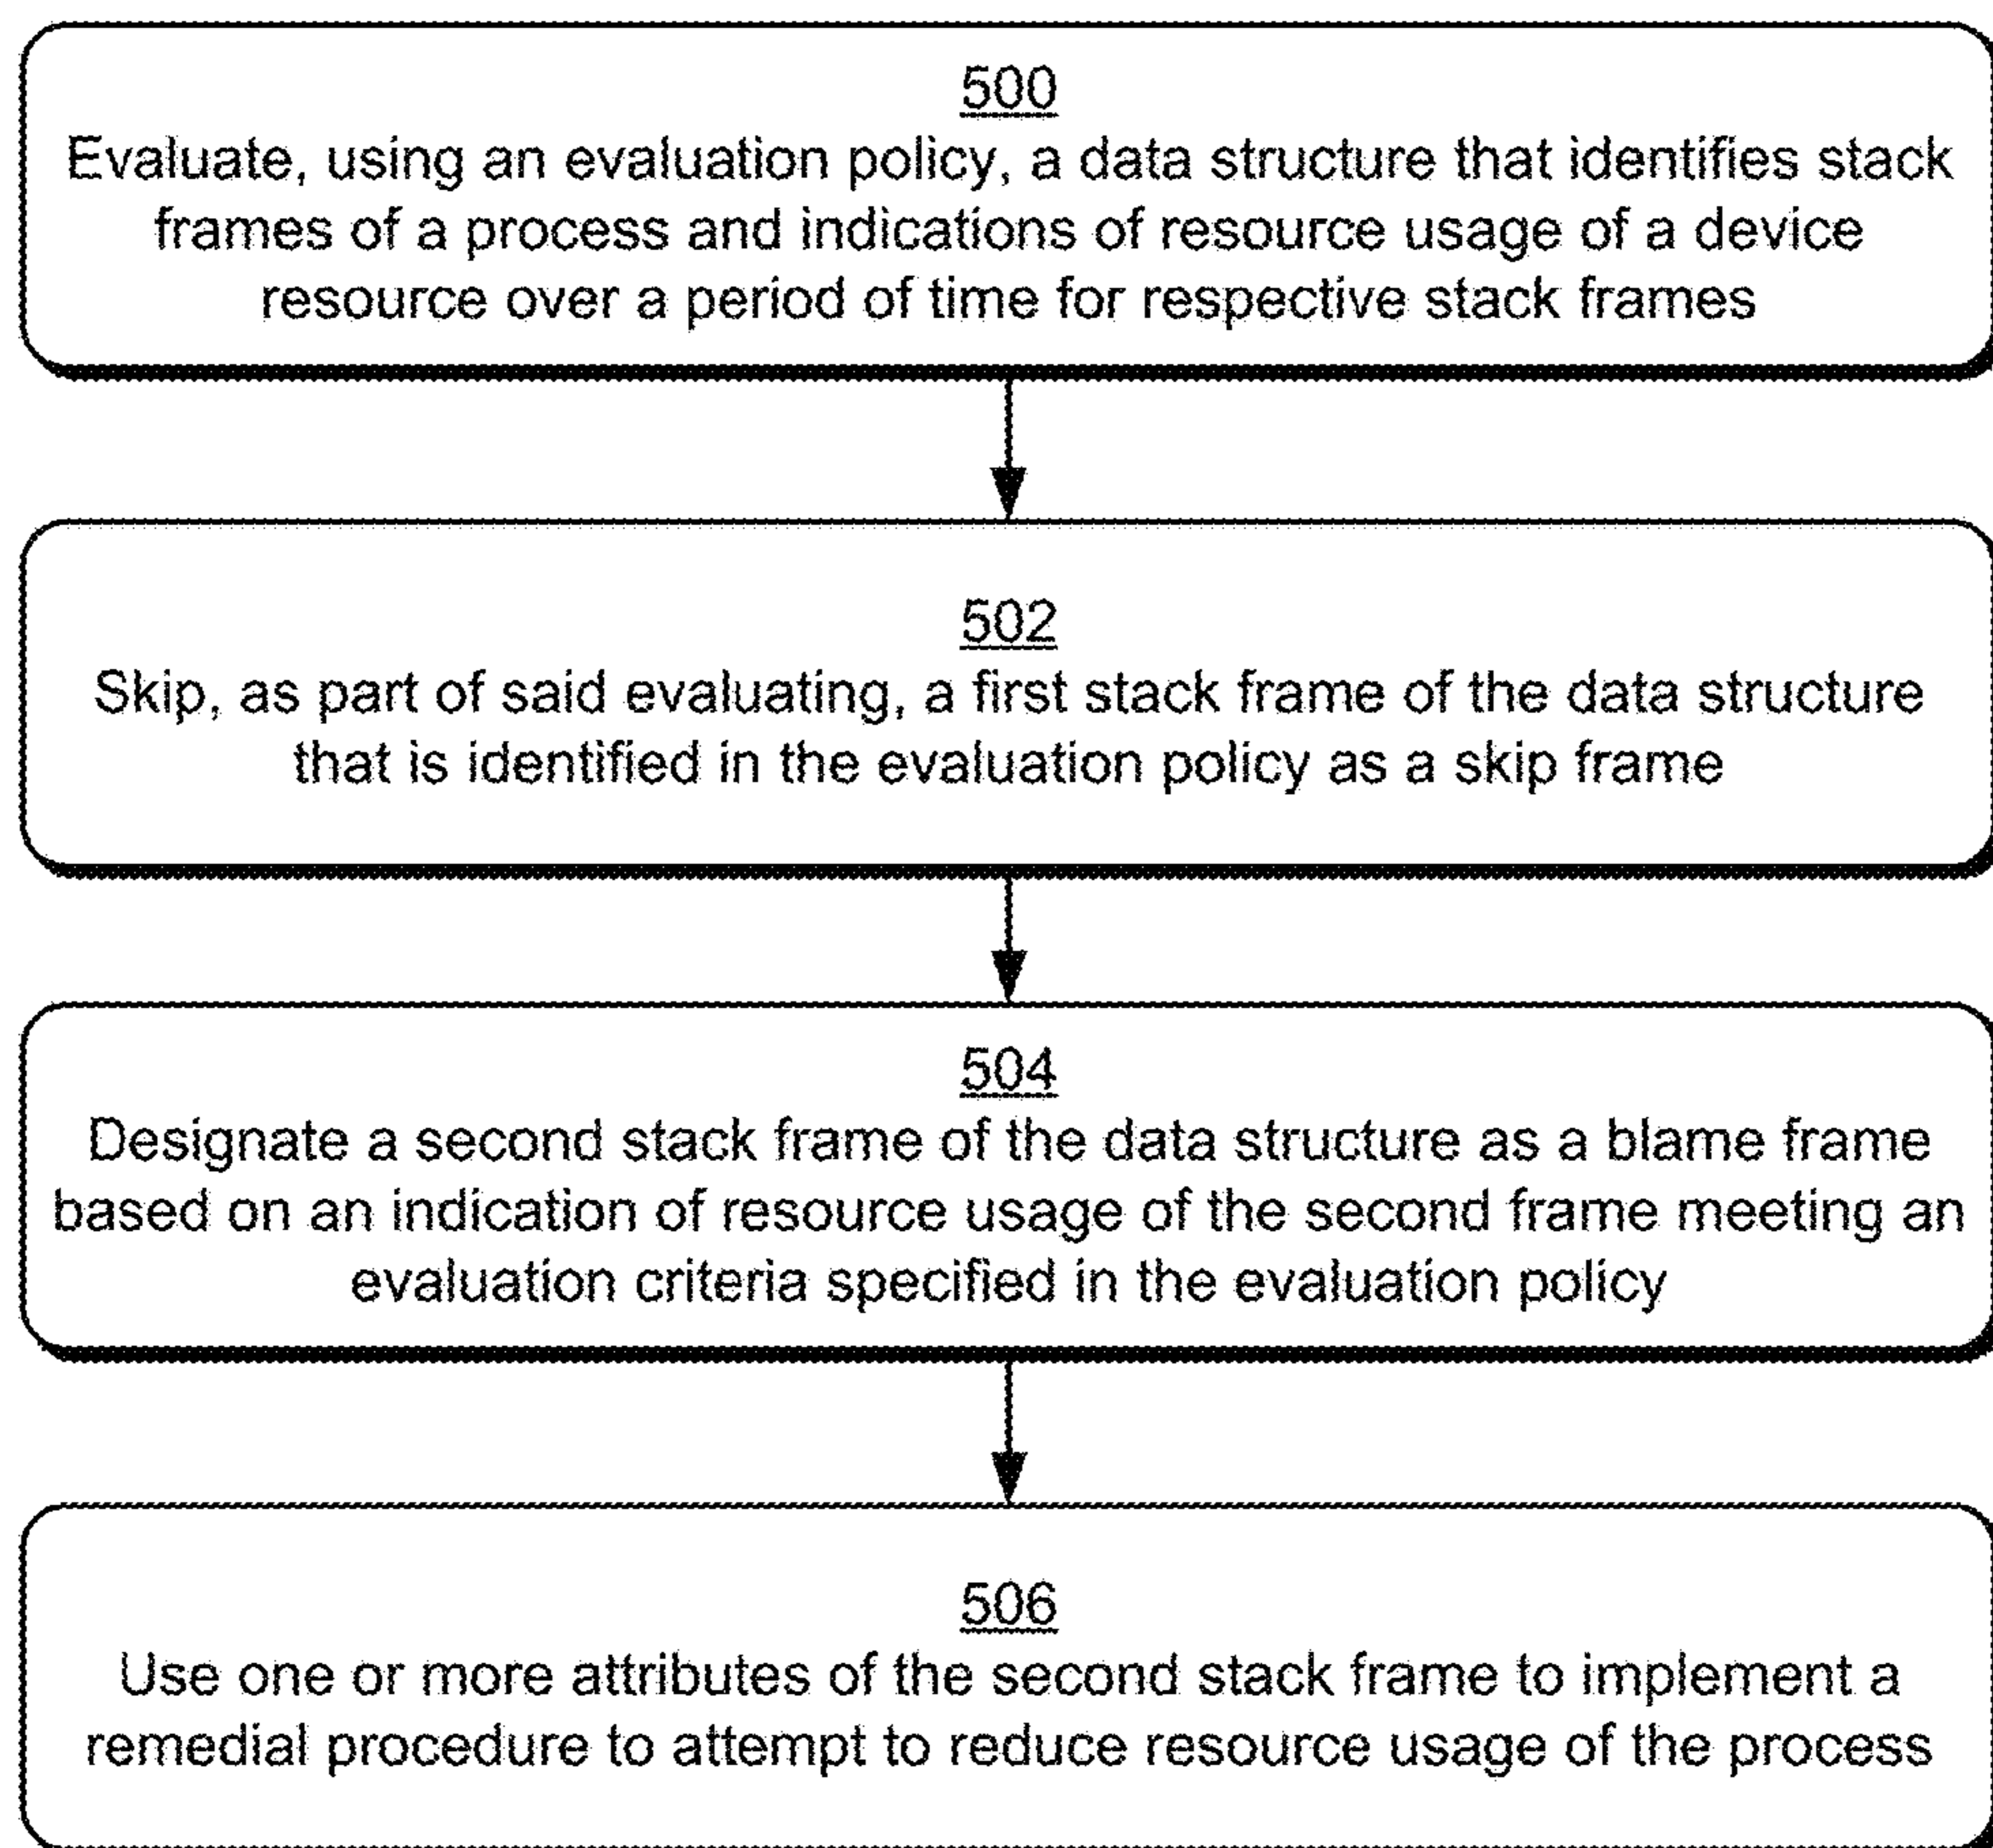 500
Evaluate, using an evaluation policy, a data structure that identifies stack
frames of a process and indications of resource usage of a device
resource over a period of time for respective stack frames
502
Skip, as part of said evaluating, a first stack frame of the data structure
that is identified in the evaluation policy as a skip frame
504
Designate a second stack frame of the data structure as a blame frame
based on an indication of resource usage of the second frame meeting an
evaluation criteria specified in the evaluation policy
506
Use one or more attributes of the second stack frame to implement a
remedial procedure to attempt to reduce resource usage of the process